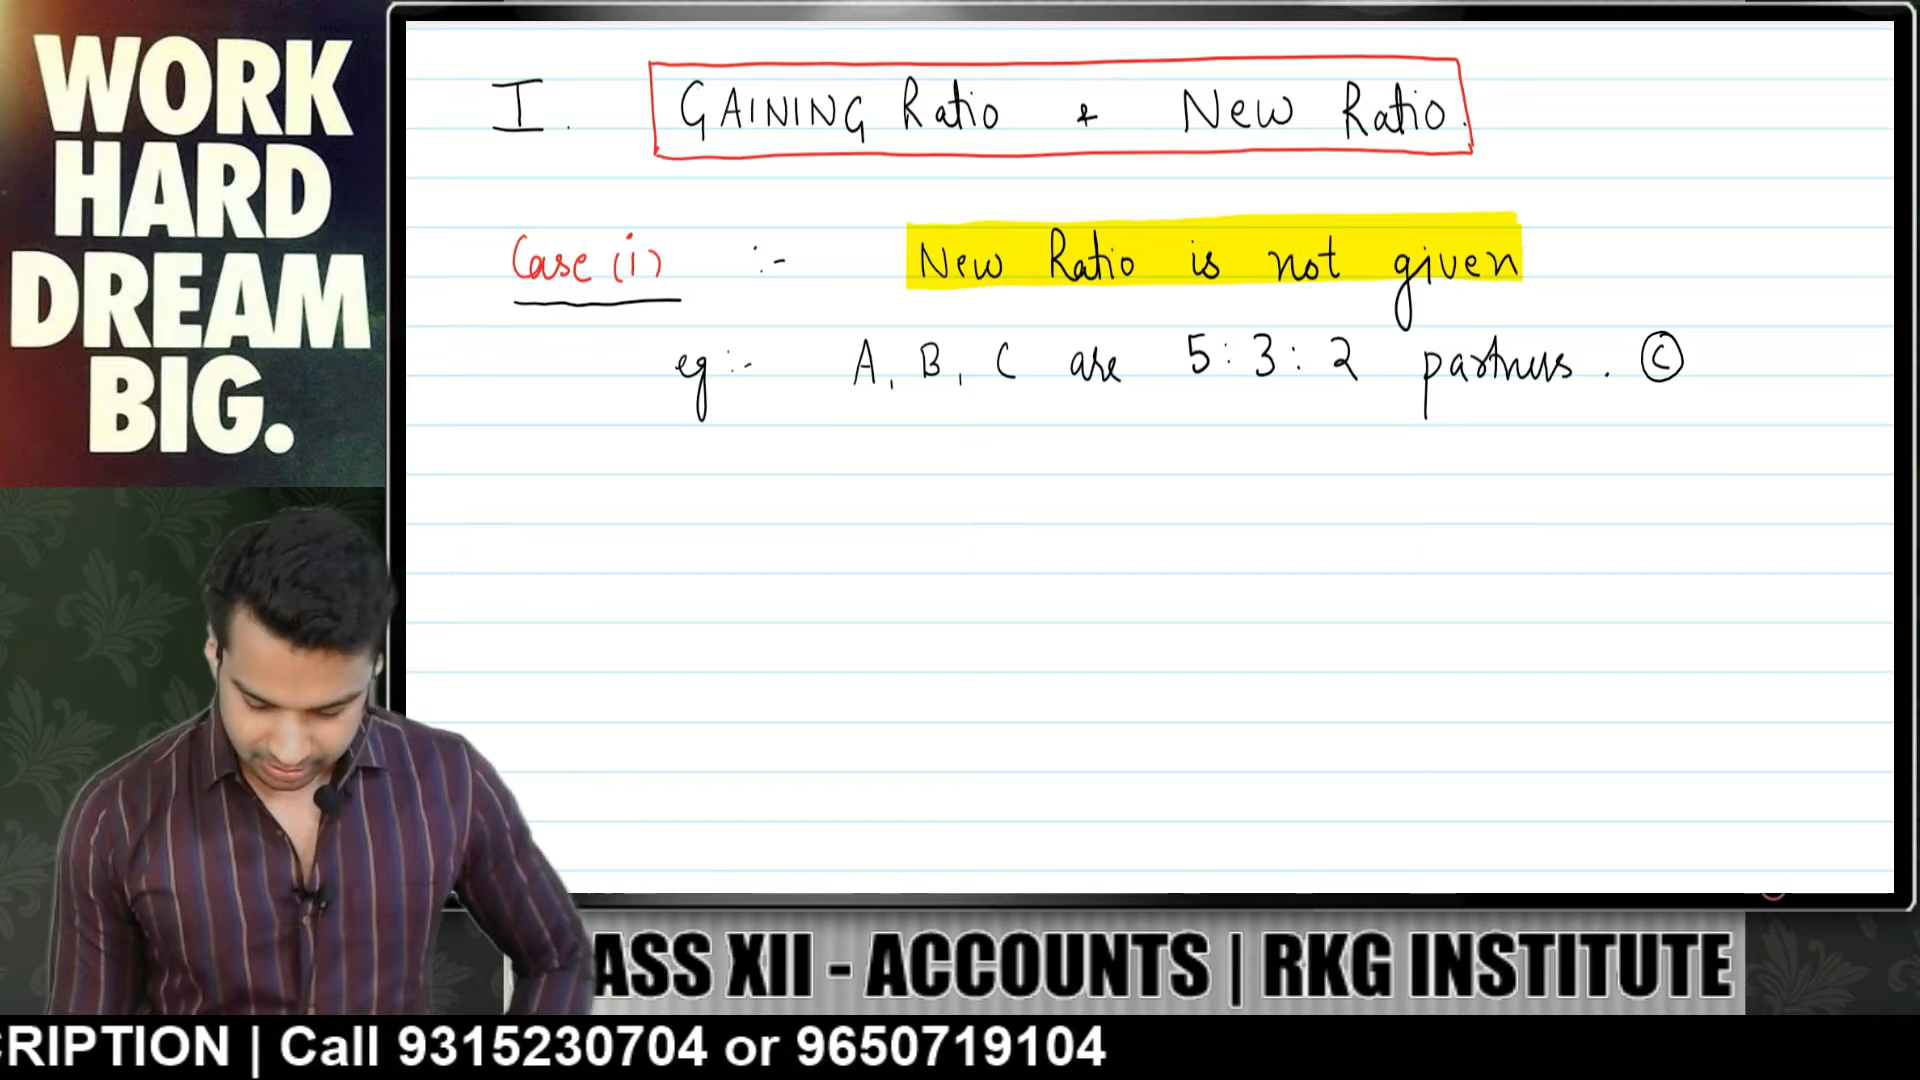 WORK
HARD
DREAM
BIG.
I. GAINING Ratio & New Ratio.
Case (i) :- New Ratio is not given
eg :- A, B, C are 5 : 3 : 2 partners. ©
ASS XII - ACCOUNTS | RKG INSTITUTE
CRIPTION | Call 9315230704 or 9650719104